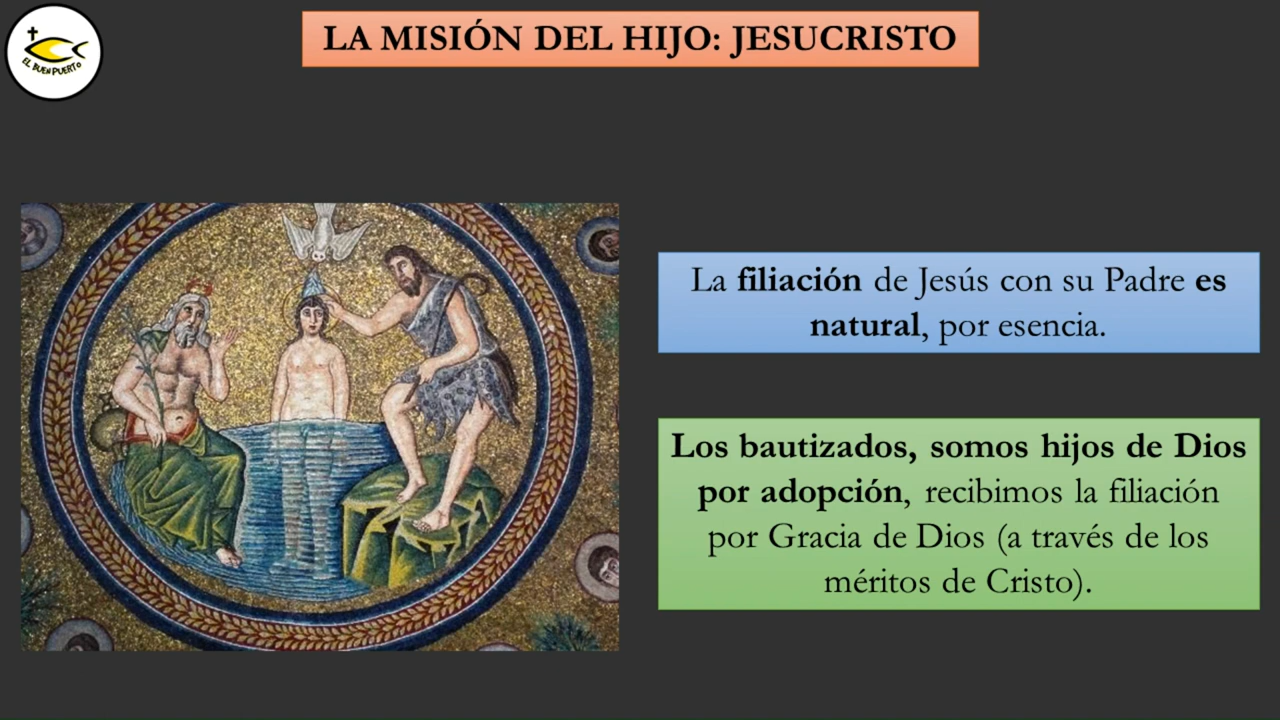 EL BUEN PUERTO
LA MISIÓN DEL HIJO: JESUCRISTO
La filiación de Jesús con su Padre es
natural, por esencia.
Los bautizados, somos hijos de Dios
por adopción, recibimos la filiación
por Gracia de Dios (a través de los
méritos de Cristo).